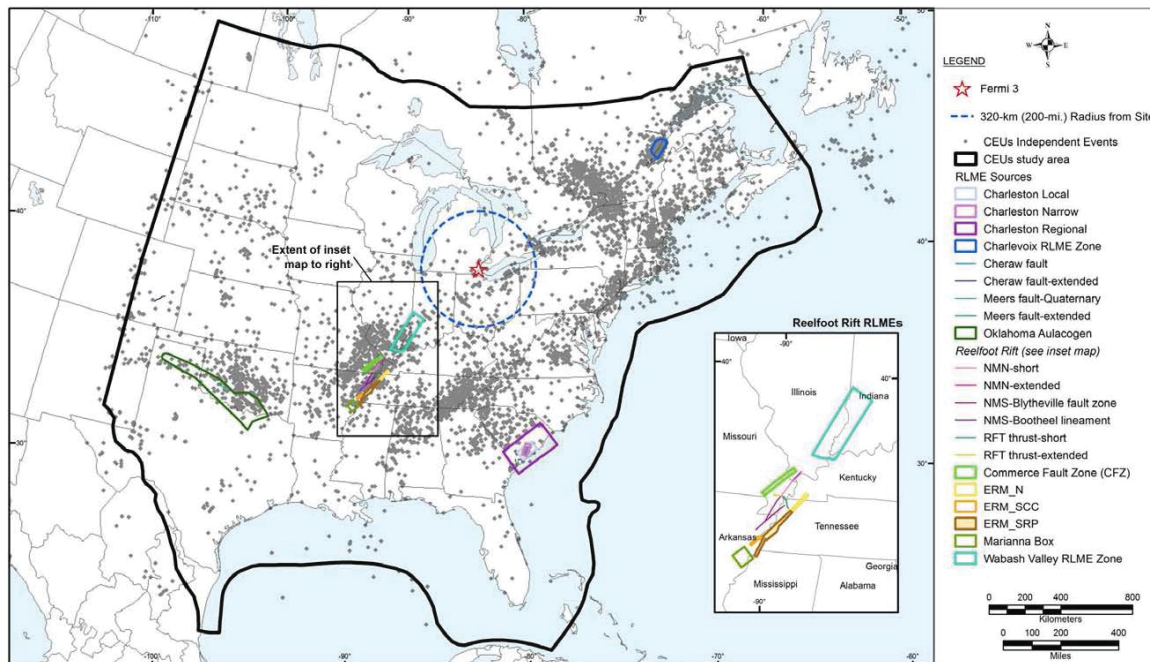 -110°
-100°
-90°
-80°
-70°
-60°
50°
40°
40°
30°
30°
-100°
-90°
-80°
-70°
-60°
Extent of inset
map to right
Reelfoot Rift RLMEs
-90°
Iowa
40°
40°
Illinois
Indiana
Missouri
Kentucky
Tennessee
Arkansas
Georgia
Mississippi
Alabama
-90°
N
W E
S
LEGEND
Fermi 3
320-km (200-mi.) Radius from Site
CEUs Independent Events
CEUs study area
RLME Sources
Charleston Local
Charleston Narrow
Charleston Regional
Charlevoix RLME Zone
Cheraw fault
Cheraw fault-extended
Meers fault-Quaternary
Meers fault-extended
Oklahoma Aulacogen
Reelfoot Rift (see inset map)
NMN-short
NMN-extended
NMS-Blytheville fault zone
NMS-Bootheel lineament
RFT thrust-short
RFT thrust-extended
Commerce Fault Zone (CFZ)
ERM_N
ERM_SCC
ERM_SRP
Marianna Box
Wabash Valley RLME Zone
0 200 400 800
Kilometers
0 100 200 400
Miles